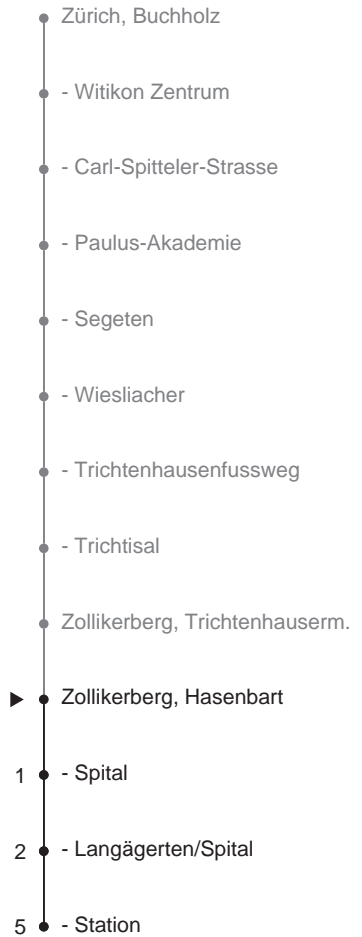 Zürich, Buchholz
- Witikon Zentrum
- Carl-Spitteler-Strasse
- Paulus-Akademie
- Segeten
- Wiesliacher
- Trichtenhausenfussweg
- Trichtisal
Zollikerberg, Trichtenhauserm.
Zollikerberg, Hasenbart
1 - Spital
2 - Langägerten/Spital
5 - Station